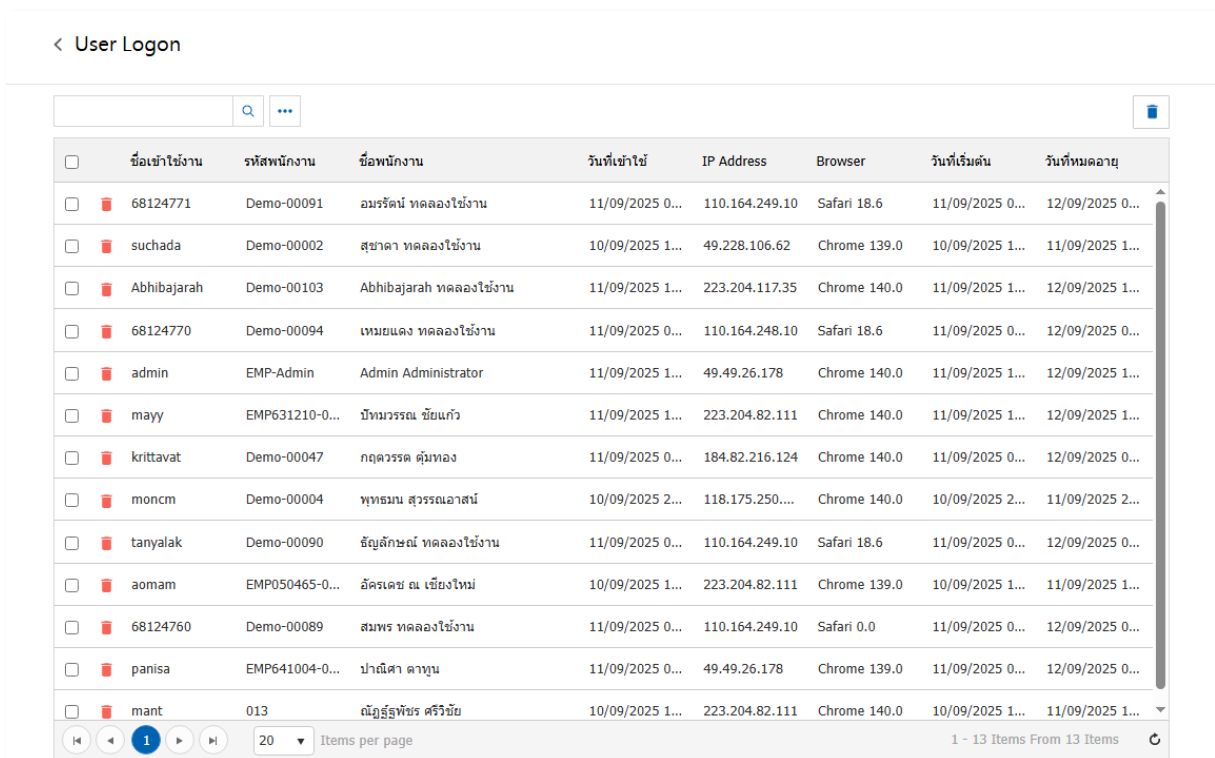 User Logon
ชื่อเข้าใช้งาน รหัสพนักงาน ชื่อพนักงาน วันที่เข้าใช้ IP Address Browser วันที่เริ่มต้น วันที่หมดอายุ
68124771 Demo-00091 อมรรัตน์ ทดลองใช้งาน 11/09/2025 0... 110.164.249.10 Safari 18.6 11/09/2025 0... 12/09/2025 0...
suchada Demo-00002 สุชาดา ทดลองใช้งาน 10/09/2025 1... 49.228.106.62 Chrome 139.0 10/09/2025 1... 11/09/2025 1...
Abhibajarah Demo-00103 Abhibajarah ทดลองใช้งาน 11/09/2025 1... 223.204.117.35 Chrome 140.0 11/09/2025 1... 12/09/2025 1...
68124770 Demo-00094 เหมยแดง ทดลองใช้งาน 11/09/2025 0... 110.164.248.10 Safari 18.6 11/09/2025 0... 12/09/2025 0...
admin EMP-Admin Admin Administrator 11/09/2025 1... 49.49.26.178 Chrome 140.0 11/09/2025 1... 12/09/2025 1...
mayy EMP631210-0... ปัทมวรรณ ชัยแก้ว 11/09/2025 1... 223.204.82.111 Chrome 140.0 11/09/2025 1... 12/09/2025 1...
krittavat Demo-00047 กฤตวรรต ตุ้มทอง 11/09/2025 0... 184.82.216.124 Chrome 140.0 11/09/2025 0... 12/09/2025 0...
moncm Demo-00004 พุทธมน สุวรรณอาสน์ 10/09/2025 2... 118.175.250.... Chrome 140.0 10/09/2025 2... 11/09/2025 2...
tanyalak Demo-00090 ธัญลักษณ์ ทดลองใช้งาน 11/09/2025 0... 110.164.249.10 Safari 18.6 11/09/2025 0... 12/09/2025 0...
aomam EMP050465-0... อัครเดช ณ เชียงใหม่ 10/09/2025 1... 223.204.82.111 Chrome 139.0 10/09/2025 1... 11/09/2025 1...
68124760 Demo-00089 สมพร ทดลองใช้งาน 11/09/2025 0... 110.164.249.10 Safari 0.0 11/09/2025 0... 12/09/2025 0...
panisa EMP641004-0... ปาณิศา ตาทูน 11/09/2025 0... 49.49.26.178 Chrome 139.0 11/09/2025 0... 12/09/2025 0...
mant 013 ศรีวิชัย 10/09/2025 1... 223.204.82.111 Chrome 140.0 10/09/2025 1... 11/09/2025 1...
1 20 Items per page 1 - 13 Items From 13 Items